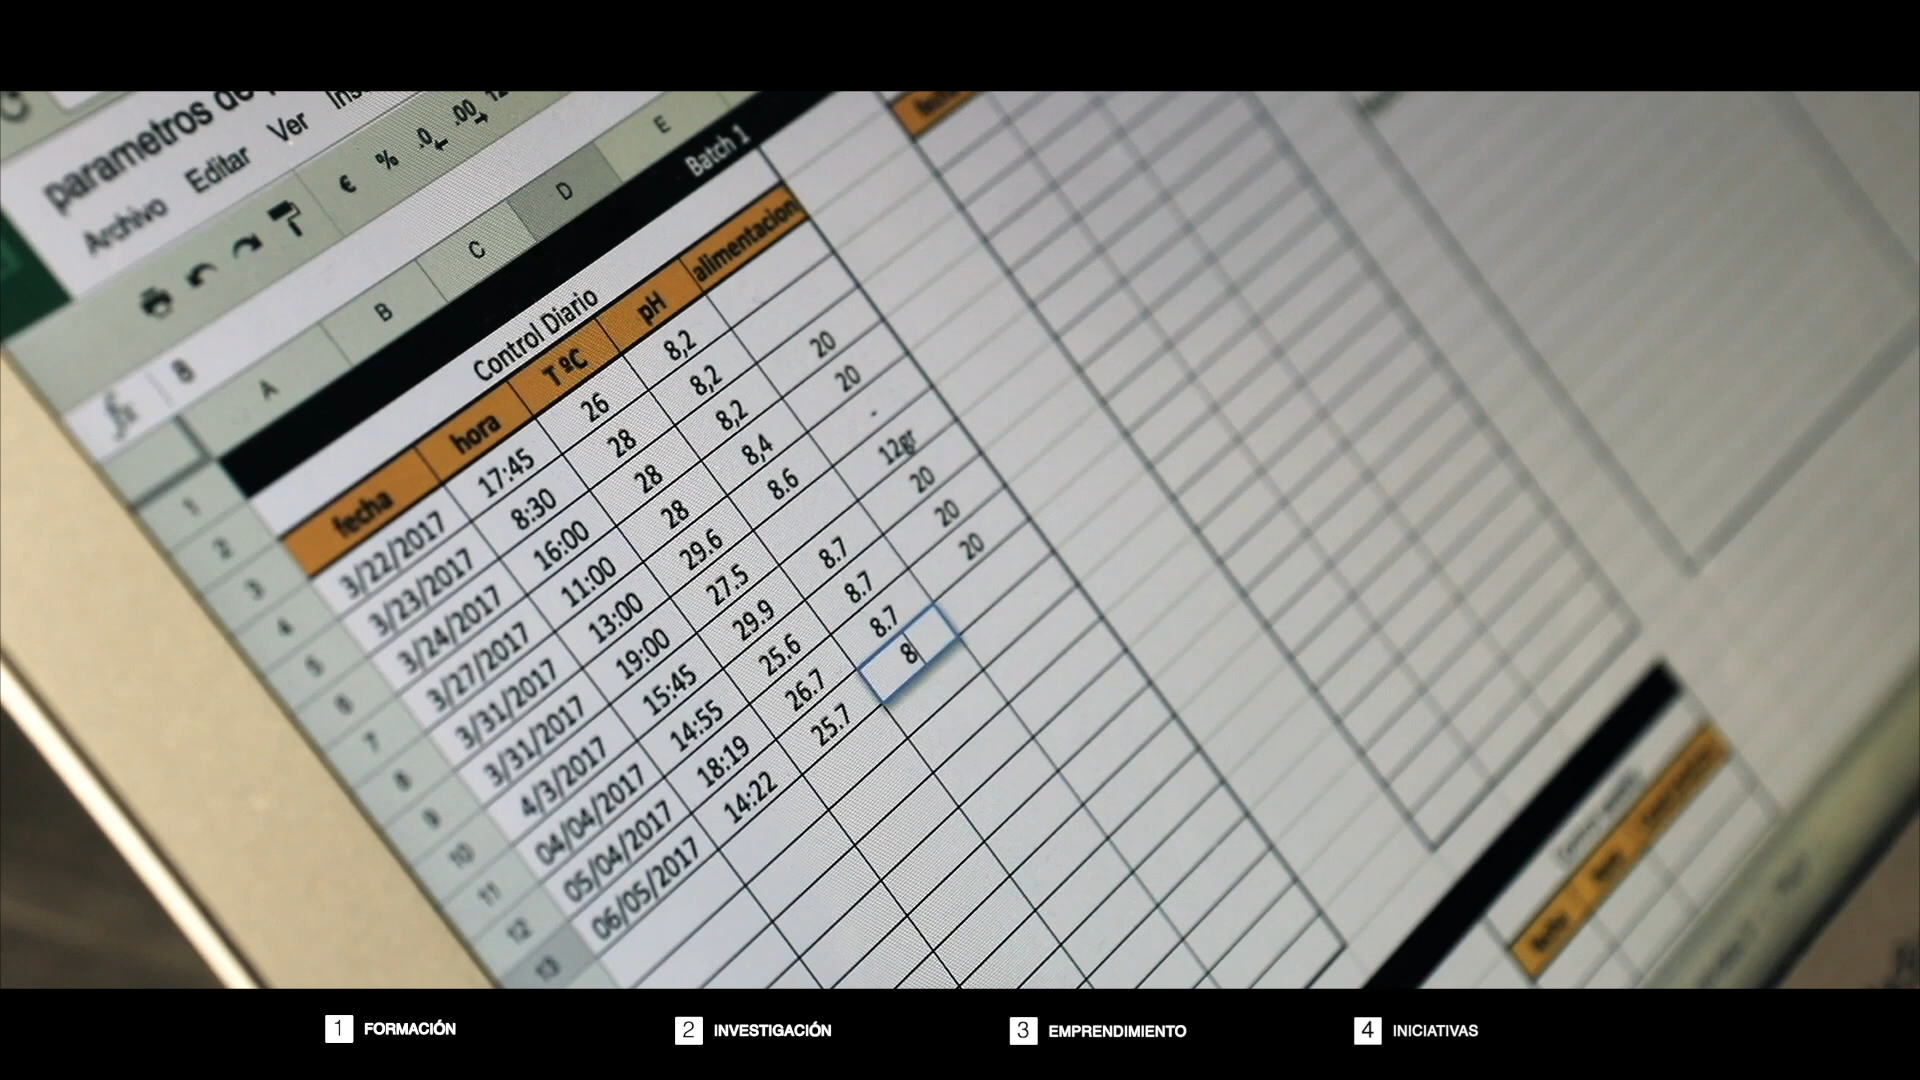 parametros de
Archivo Editar Ver
€ % .0 .00
fx 8
A B C D E
Batch 1
Control Diario
fecha hora T ºC pH alimentacion
3/22/2017 17:45 26 8,2
3/23/2017 8:30 28 8,2
3/24/2017 16:00 28 8,2 20
3/27/2017 11:00 28 8,4 20
3/31/2017 13:00 29.6 8.6 -
3/31/2017 19:00 27.5 12gr
4/3/2017 15:45 29.9 8.7 20
04/04/2017 14:55 25.6 8.7 20
05/04/2017 18:19 26.7 8.7 20
06/05/2017 14:22 25.7 8
1
2
3
4
5
6
7
8
9
10
11
12
13
1 FORMACIÓN
2 INVESTIGACIÓN
3 EMPRENDIMIENTO
4 INICIATIVAS